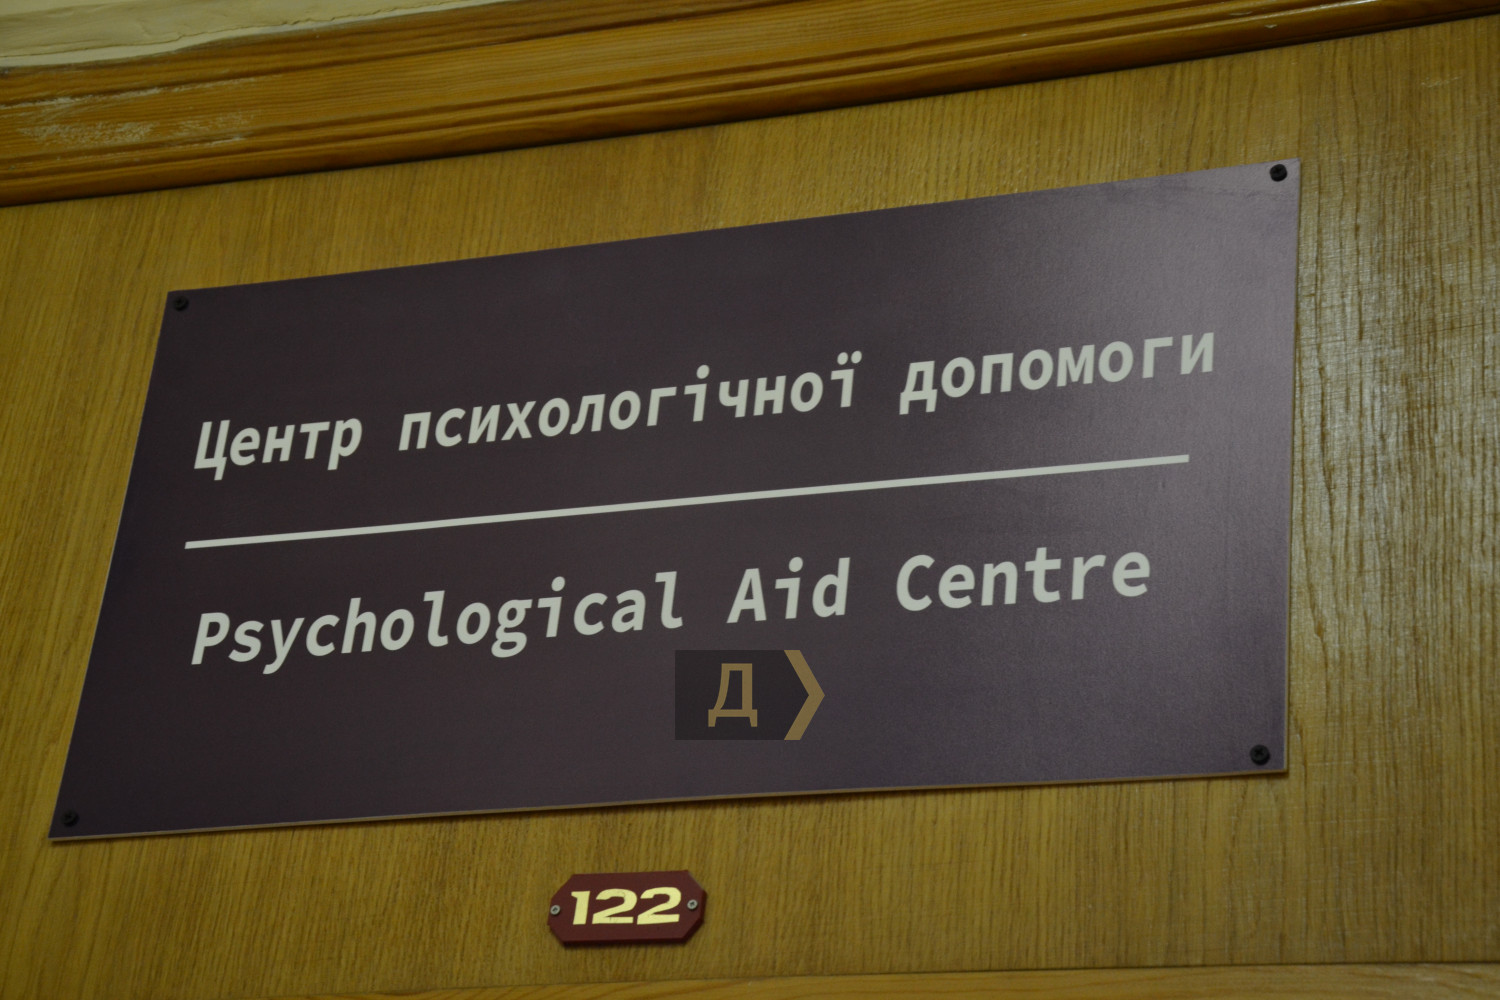 Центр психологічної допомоги
Psychological Aid Centre
Д
122